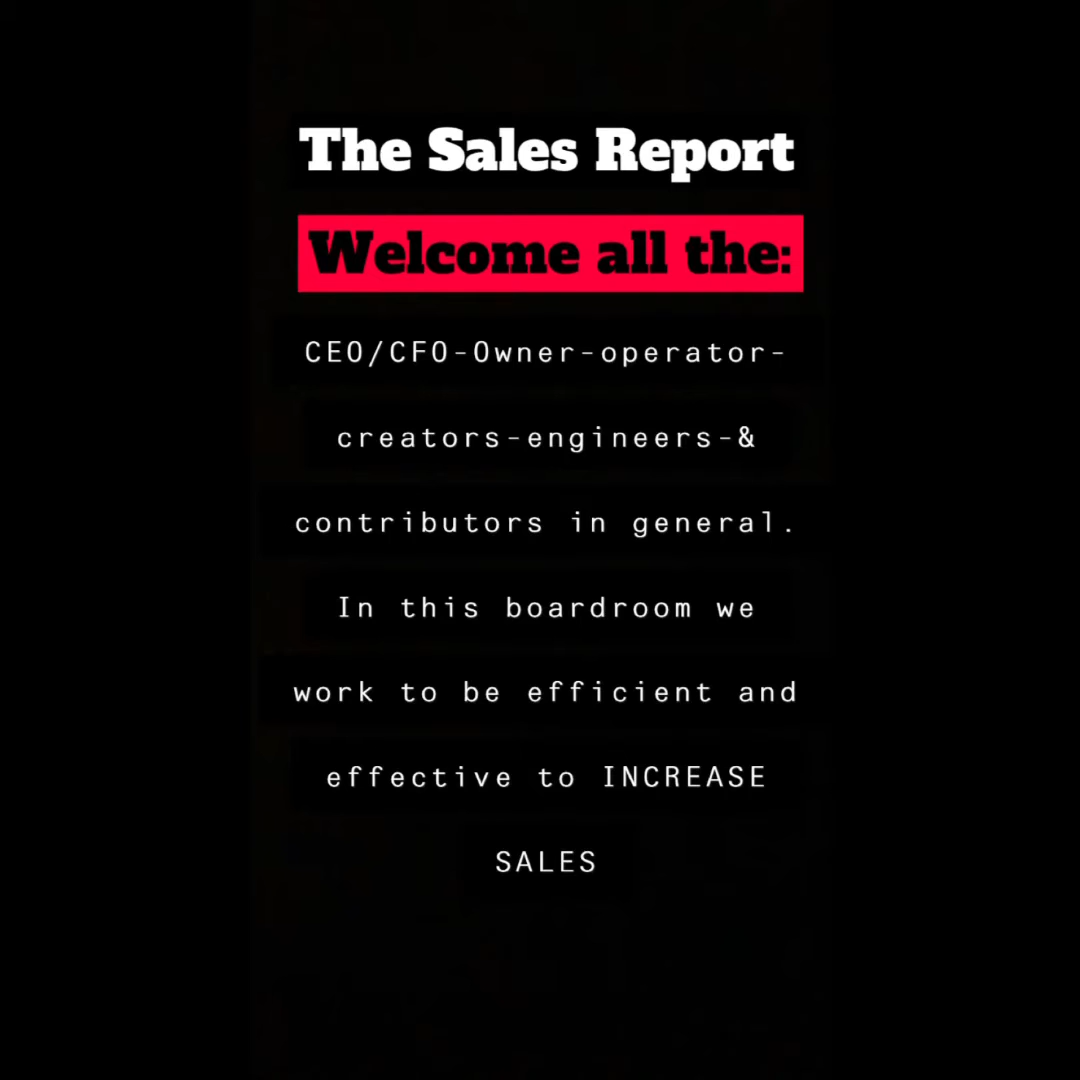 The Sales Report
Welcome all the:
CEO/CFO-Owner-operator-
creators-engineers-&
contributors in general.
In this boardroom we
work to be efficient and
effective to INCREASE
SALES